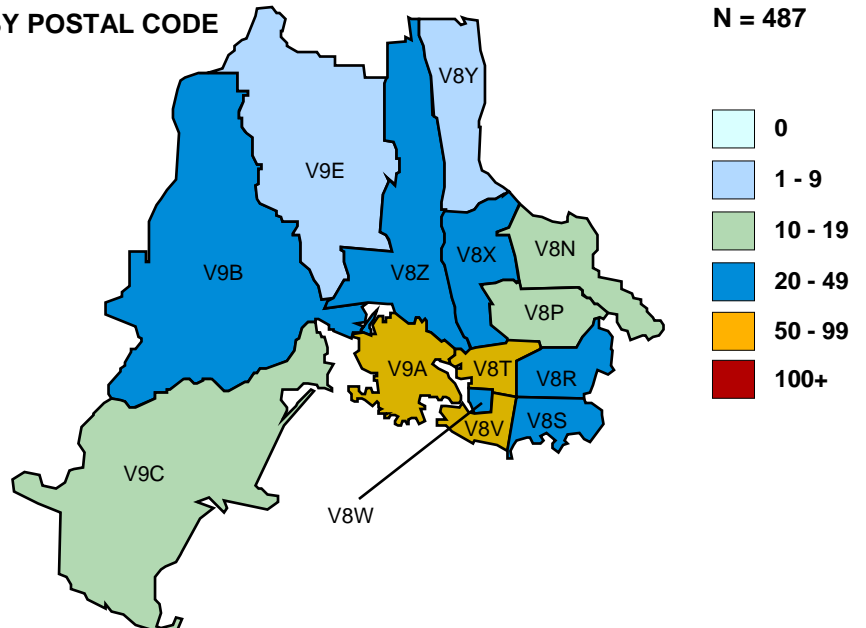 BY POSTAL CODE
N = 487
0
1 - 9
10 - 19
20 - 49
50 - 99
100+
V8Y
V9E
V8N
V8X
V9B
V8Z
V8P
V9A
V8T
V8R
V8S
V8V
V9C
V8W